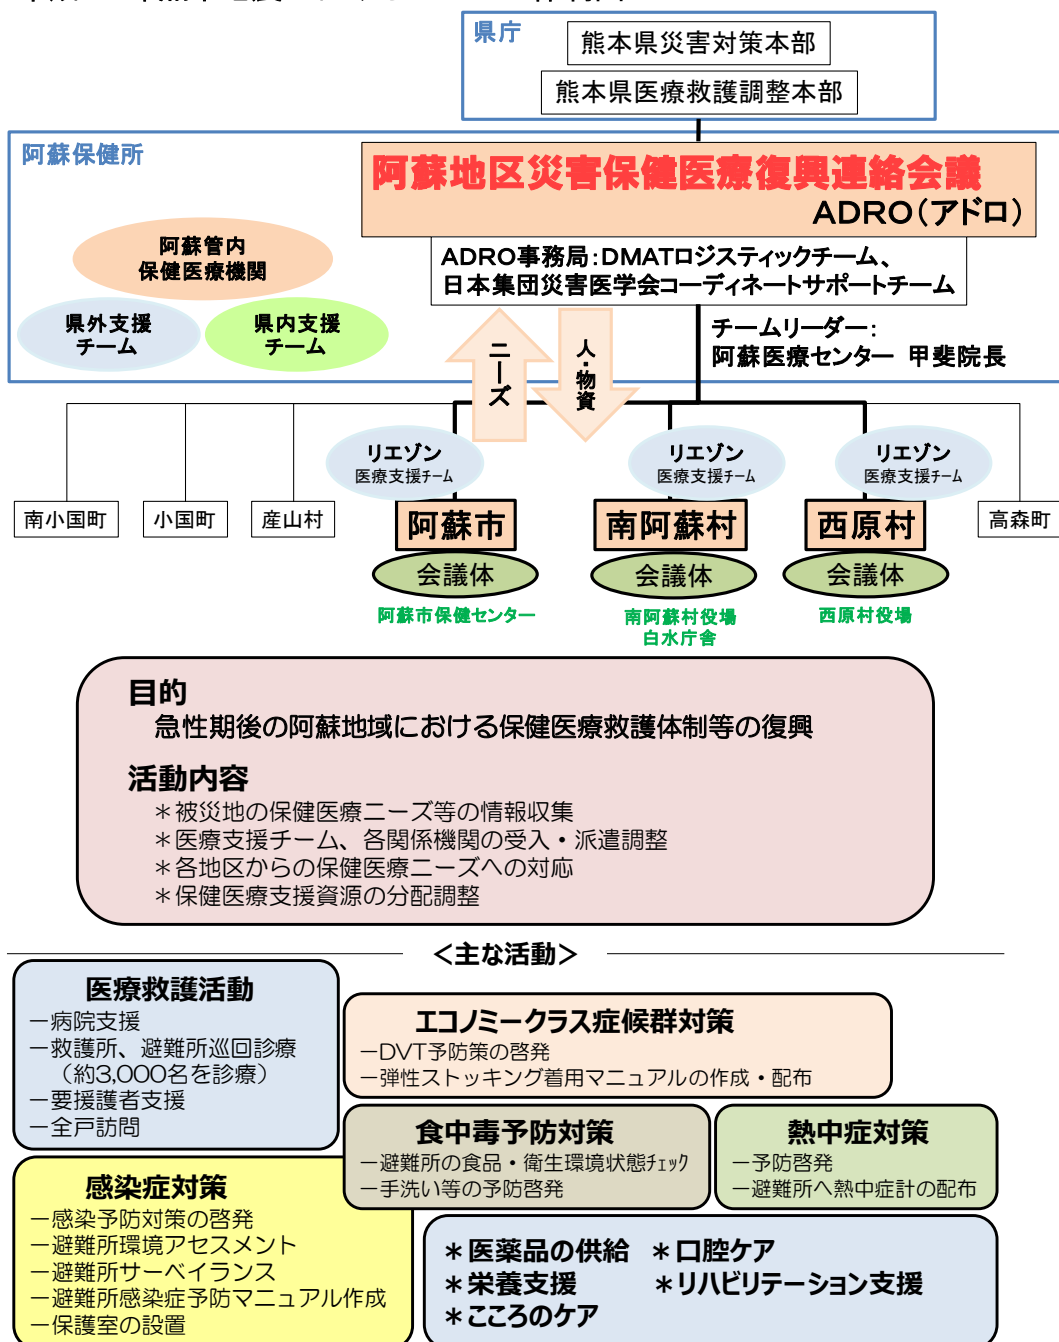 県庁
熊本県災害対策本部
熊本県医療救護調整本部
阿蘇保健所
阿蘇地区災害保健医療復興連絡会議
ADRO(アドロ)
ADRO事務局:DMATロジスティックチーム、
日本集団災害医学会コーディネートサポートチーム
阿蘇管内
保健医療機関
県外支援
チーム
県内支援
チーム
ニーズ
人・物資
チームリーダー:
阿蘇医療センター 甲斐院長
リエゾン
医療支援チーム
リエゾン
医療支援チーム
リエゾン
医療支援チーム
南小国町
小国町
産山村
阿蘇市
南阿蘇村
西原村
高森町
会議体
会議体
会議体
阿蘇市保健センター
南阿蘇村役場
白水庁舎
西原村役場
目的
急性期後の阿蘇地域における保健医療救護体制等の復興
活動内容
＊被災地の保健医療ニーズ等の情報収集
＊医療支援チーム、各関係機関の受入・派遣調整
＊各地区からの保健医療ニーズへの対応
＊保健医療支援資源の分配調整
＜主な活動＞
医療救護活動
－病院支援
－救護所、避難所巡回診療
（約3,000名を診療）
－要援護者支援
－全戸訪問
エコノミークラス症候群対策
－DVT予防策の啓発
－弾性ストッキング着用マニュアルの作成・配布
食中毒予防対策
－避難所の食品・衛生環境状態チェック
－手洗い等の予防啓発
熱中症対策
－予防啓発
－避難所へ熱中症計の配布
感染症対策
－感染予防対策の啓発
－避難所環境アセスメント
－避難所サーベイランス
－避難所感染症予防マニュアル作成
－保護室の設置
＊医薬品の供給 ＊口腔ケア
＊栄養支援 ＊リハビリテーション支援
＊こころのケア